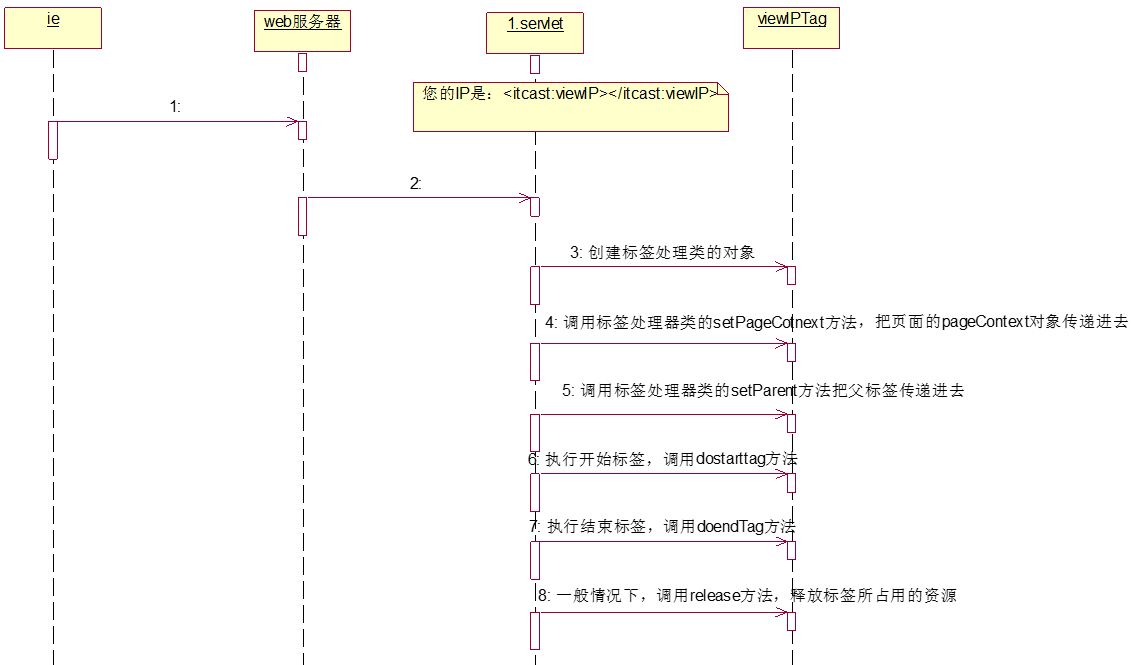 ie
web服务器
1.servlet
viewIPTag
您的IP是：<itcast:viewIP></itcast:viewIP>
1:
2:
3: 创建标签处理类的对象
4: 调用标签处理器类的setPageCotnext方法，把页面的pageContext对象传递进去
5: 调用标签处理器类的setParent方法把父标签传递进去
6: 执行开始标签，调用dostarttag方法
7: 执行结束标签，调用doendTag方法
8: 一般情况下，调用release方法，释放标签所占用的资源